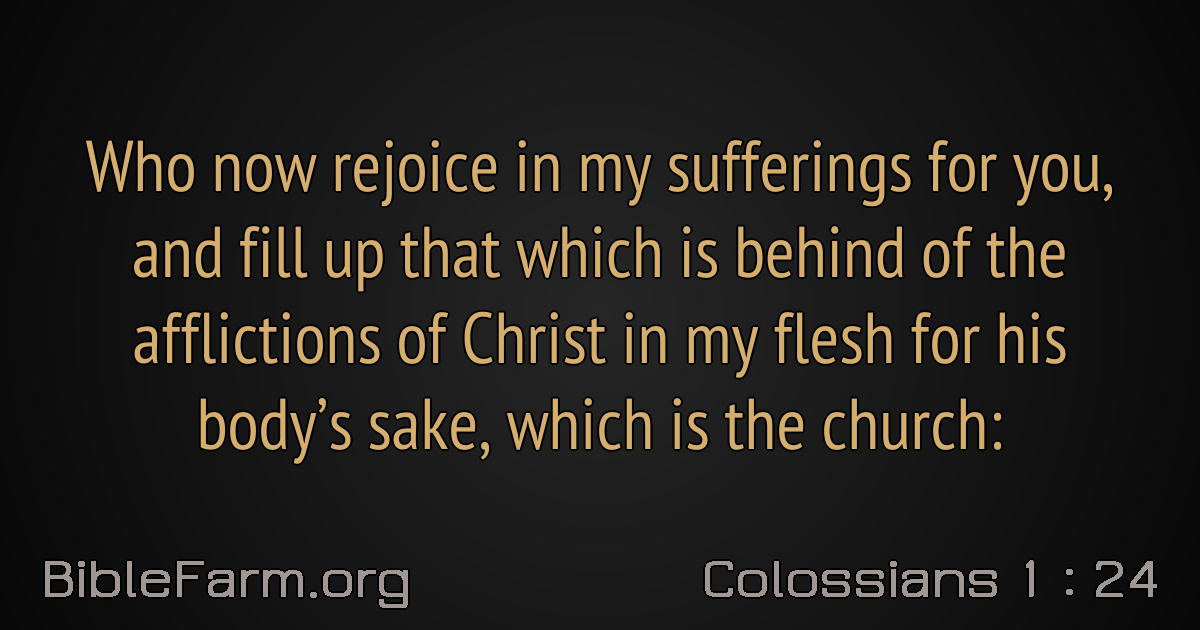 Who now rejoice in my sufferings for you,
and fill up that which is behind of the
afflictions of Christ in my flesh for his
body’s sake, which is the church:
BibleFarm.org
Colossians 1 : 24